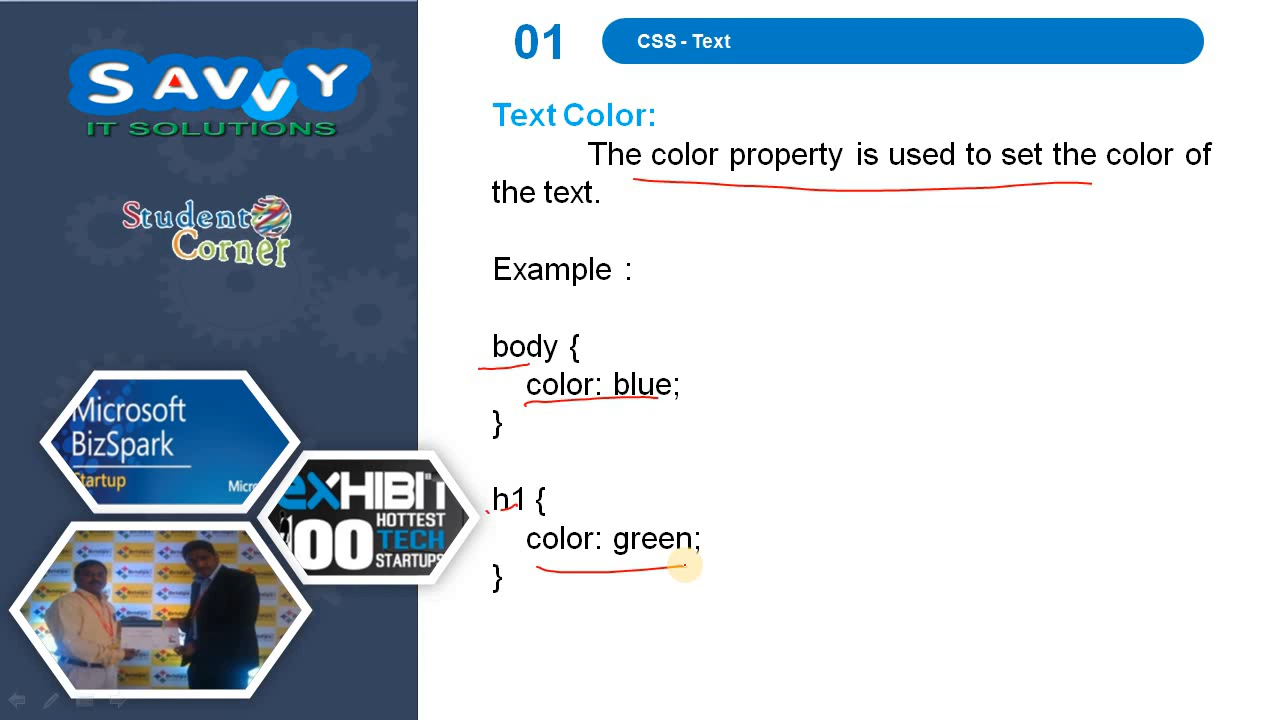 SAVVY
IT SOLUTIONS
Student
Corner
Microsoft
BizSpark
Startup
Micr
eXHIBIT
100
HOTTEST
TECH
STARTUPS
01
CSS - Text
Text Color:
The color property is used to set the color of
the text.
Example :
body {
color: blue;
}
h1 {
color: green;
}